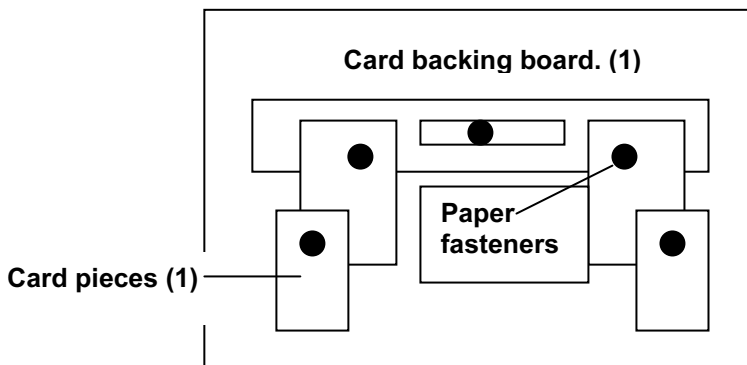 Card backing board. (1)
Paper
fasteners
Card pieces (1)